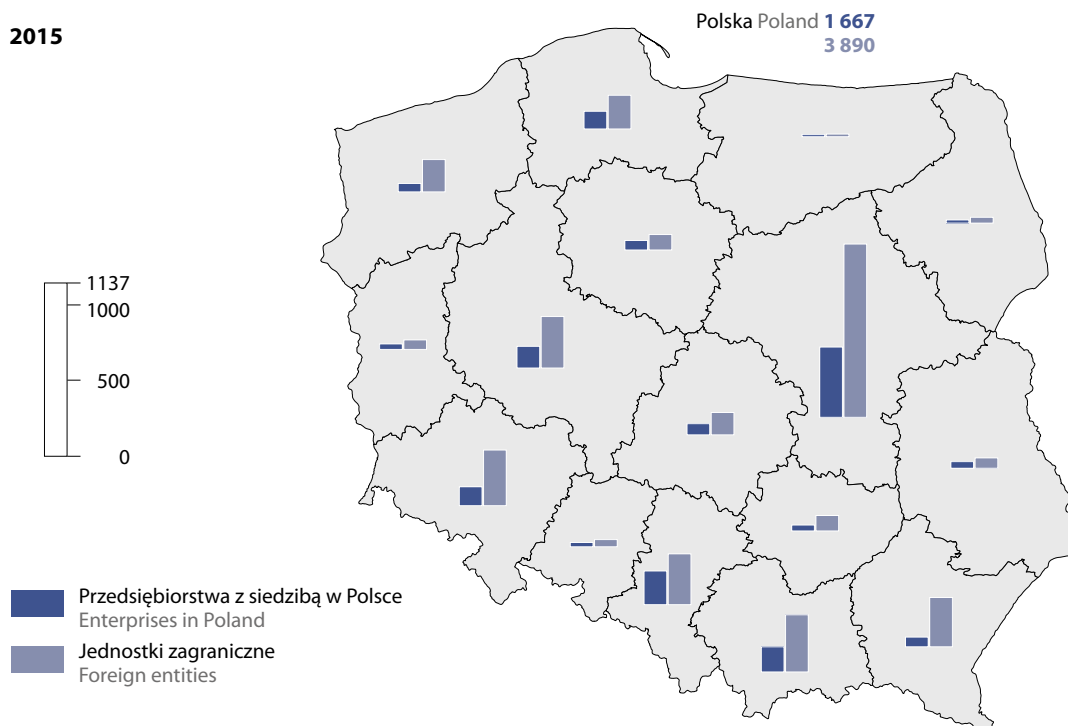 2015
Polska Poland 1 667
3 890
1137
1000
500
0
Przedsiębiorstwa z siedzibą w Polsce
Enterprises in Poland
Jednostki zagraniczne
Foreign entities